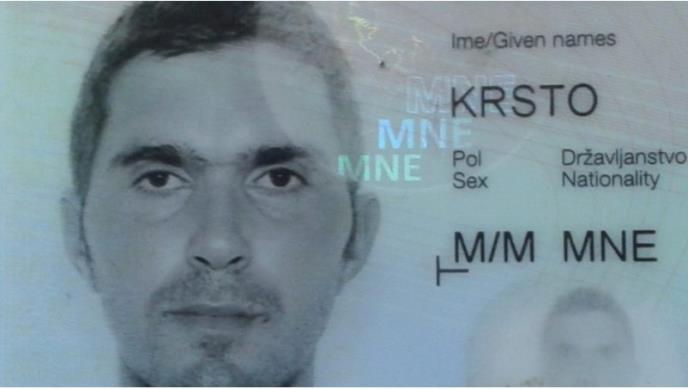 Ime/Given names
KRSTO
MNE
MNE
MNE
Pol Državljanstvo
Sex Nationality
M/M MNE